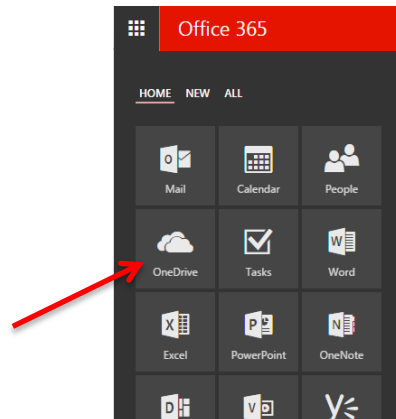 Office 365
HOME NEW ALL
Mail Calendar People
OneDrive Tasks Word
Excel PowerPoint OneNote